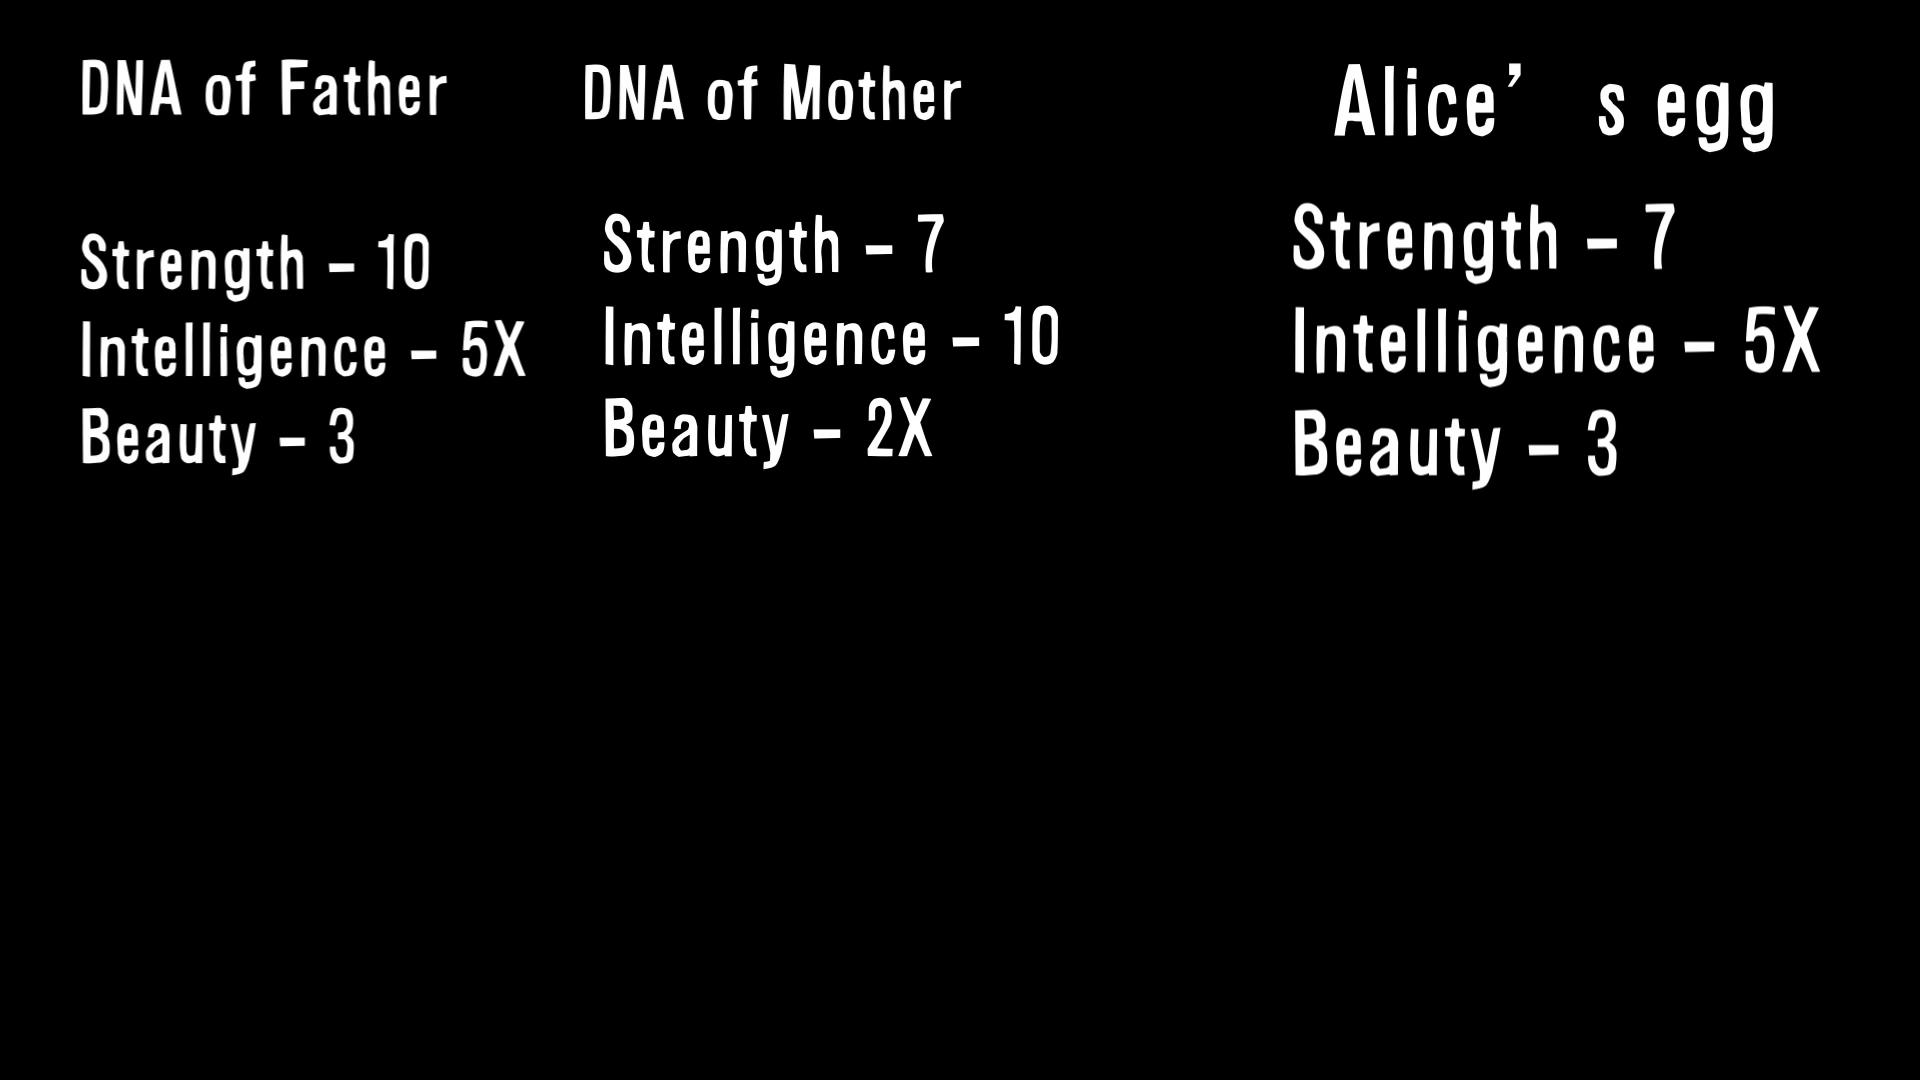 DNA of Father
Strength – 10
Intelligence – 5X
Beauty – 3
DNA of Mother
Strength – 7
Intelligence – 10
Beauty – 2X
Alice’ s egg
Strength – 7
Intelligence – 5X
Beauty – 3